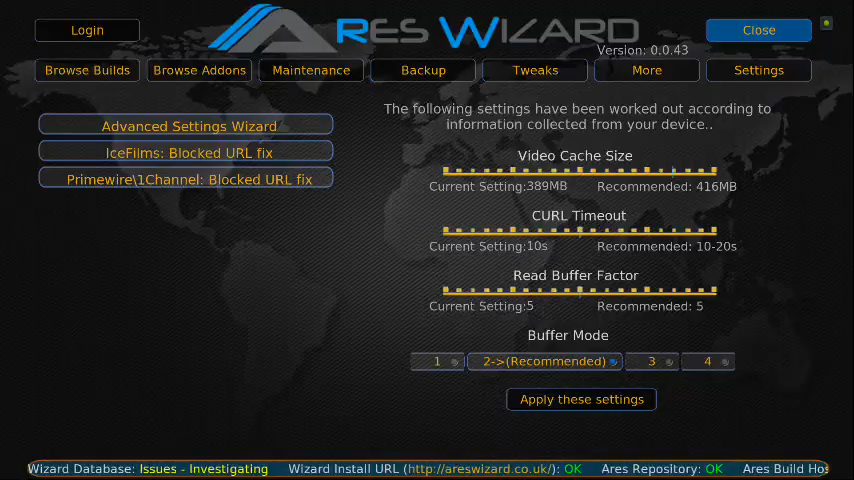 Login
ARES WIZARD
Close
Version: 0.0.43
Browse Builds
Browse Addons
Maintenance
Backup
Tweaks
More
Settings
Advanced Settings Wizard
IceFilms: Blocked URL fix
Primewire\1Channel: Blocked URL fix
The following settings have been worked out according to
information collected from your device..
Video Cache Size
Current Setting:389MB Recommended: 416MB
CURL Timeout
Current Setting:10s Recommended: 10-20s
Read Buffer Factor
Current Setting:5 Recommended: 5
Buffer Mode
1
2->(Recommended)
3
4
Apply these settings
Wizard Database: Issues - Investigating Wizard Install URL (http://areswizard.co.uk/): OK Ares Repository: OK Ares Build Hos